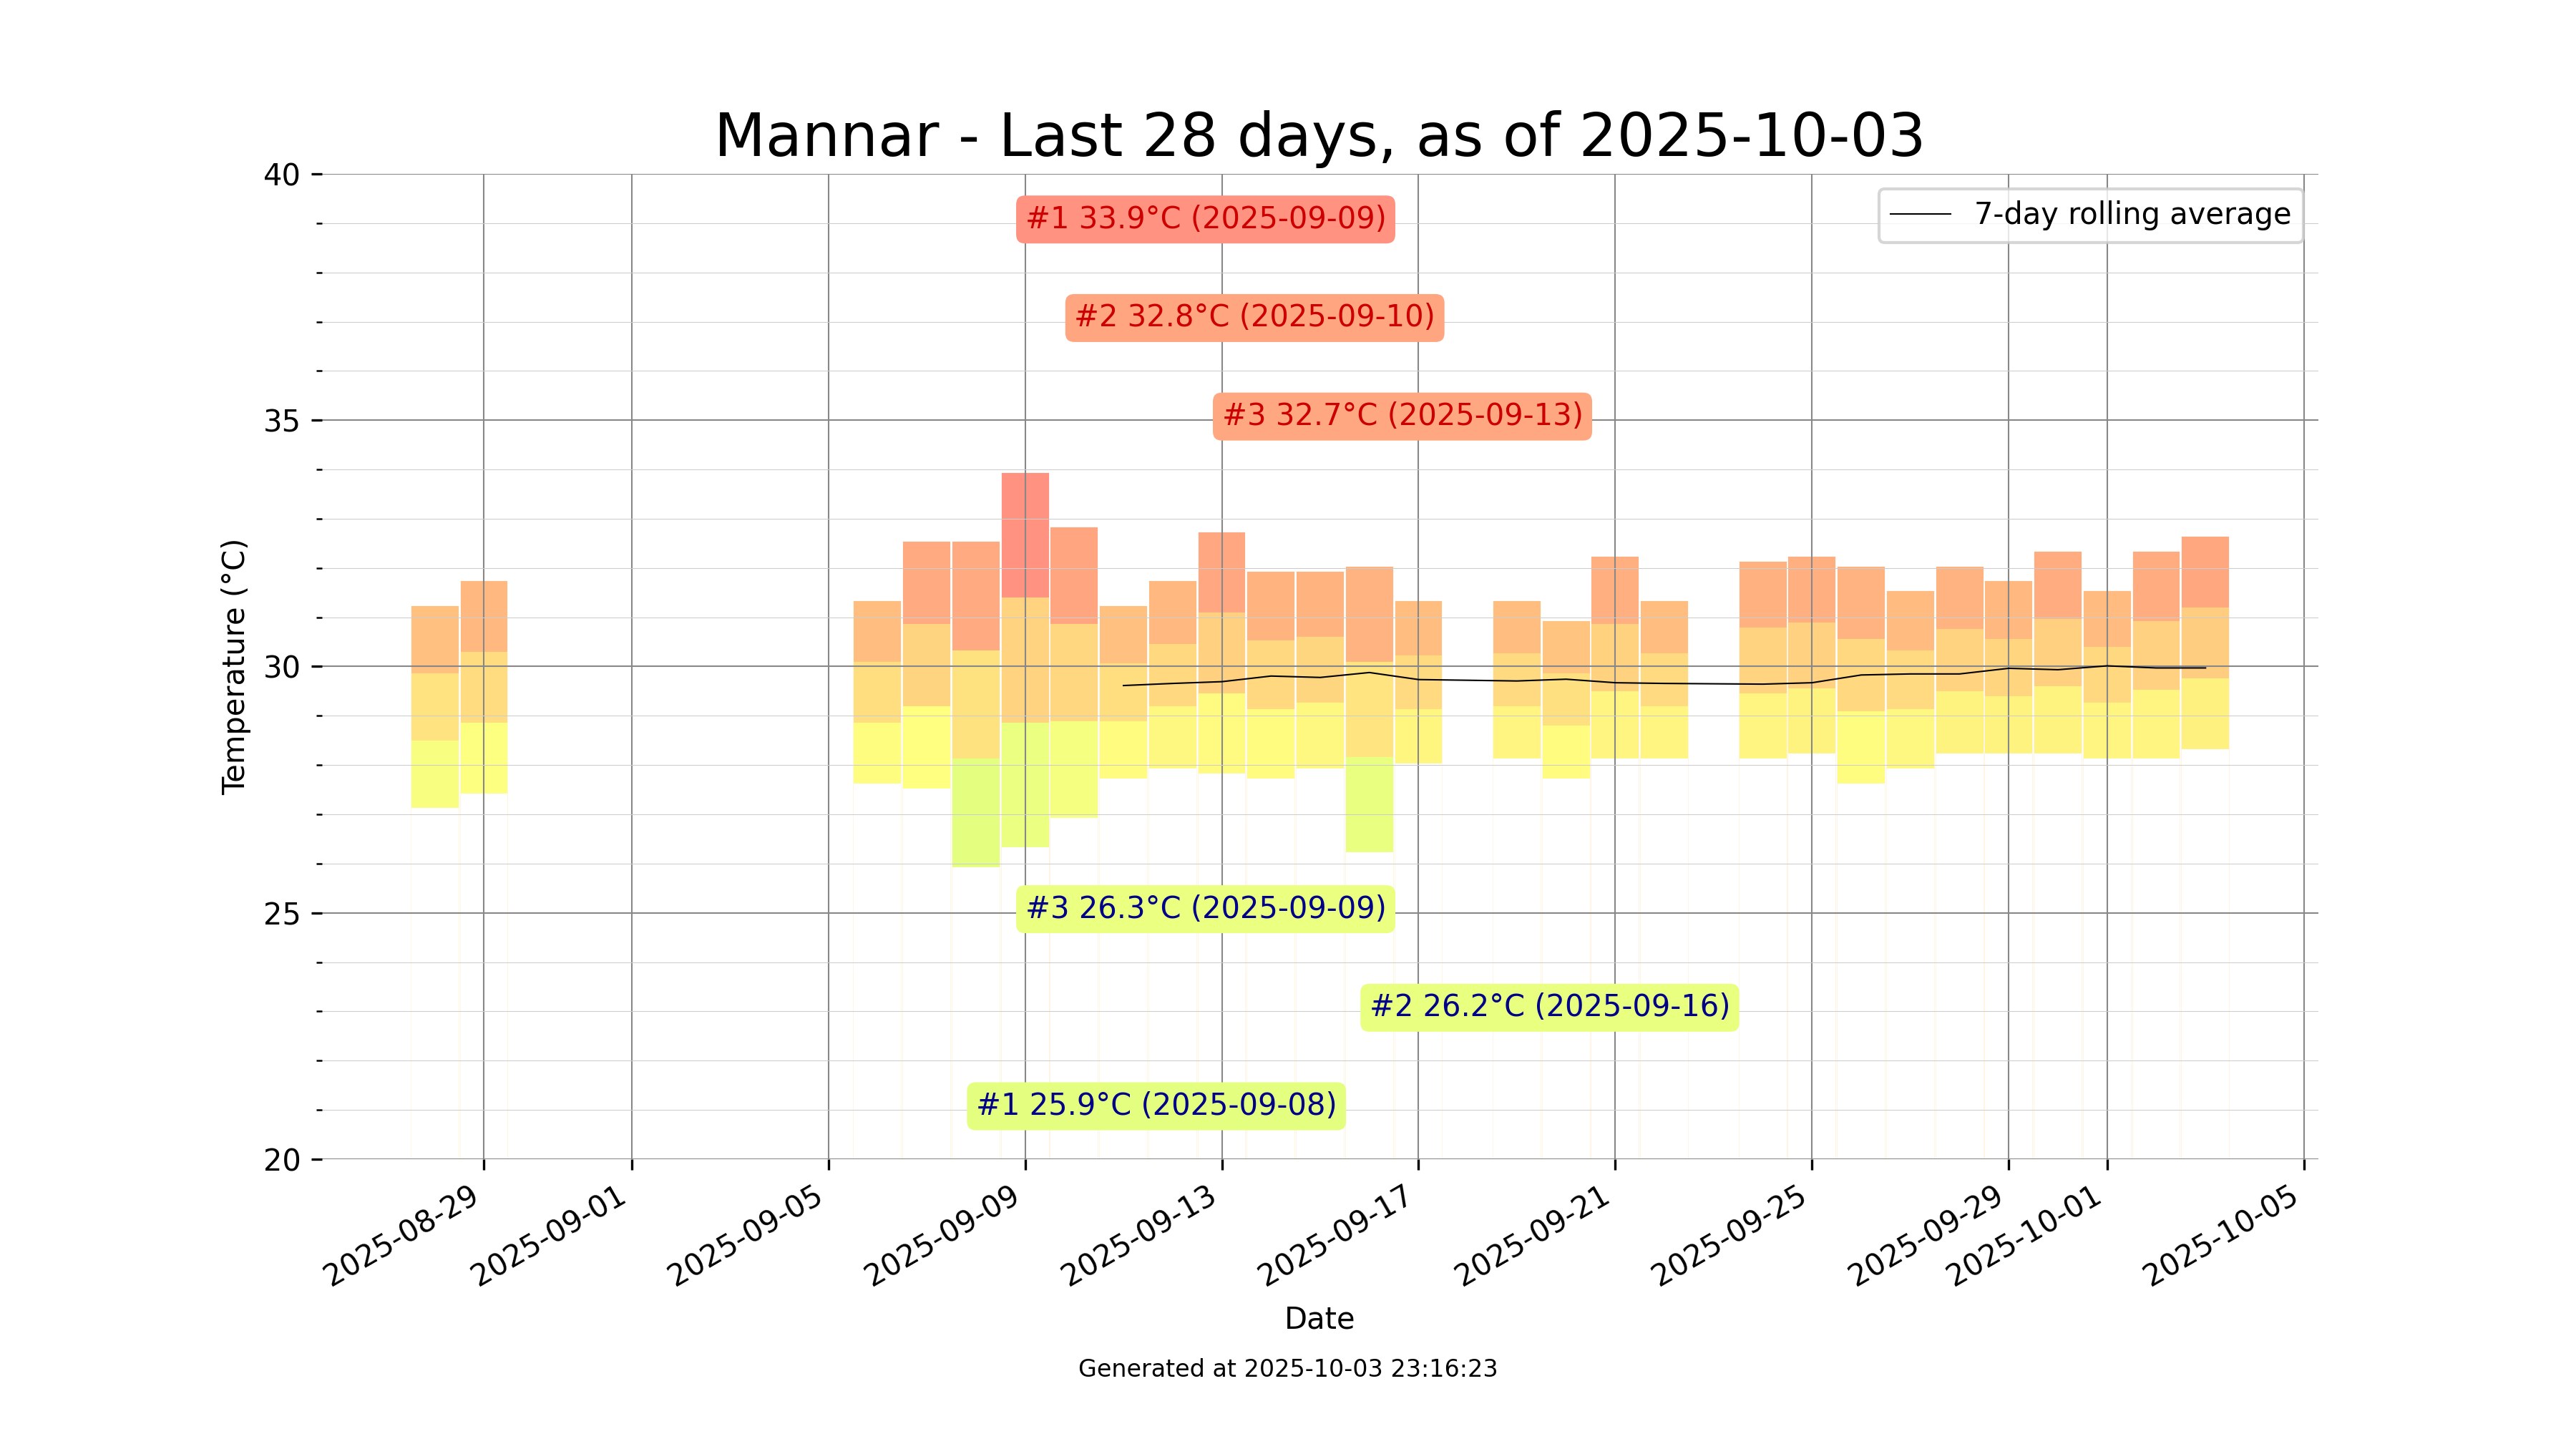 Mannar - Last 28 days, as of 2025-10-03
40
35
30
25
20
Temperature (°C)
7-day rolling average
#1 33.9°C (2025-09-09)
#2 32.8°C (2025-09-10)
#3 32.7°C (2025-09-13)
#3 26.3°C (2025-09-09)
#2 26.2°C (2025-09-16)
#1 25.9°C (2025-09-08)
2025-08-29
2025-09-01
2025-09-05
2025-09-09
2025-09-13
2025-09-17
2025-09-21
2025-09-25
2025-09-29
2025-10-01
2025-10-05
Date
Generated at 2025-10-03 23:16:23